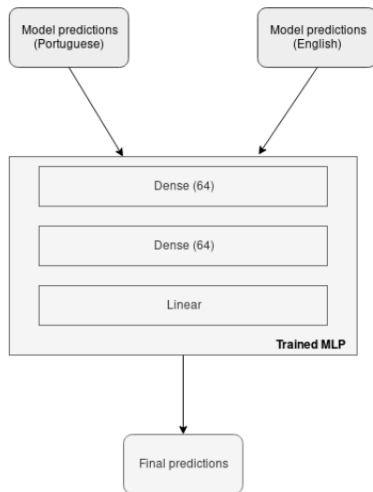 Model predictions
(Portuguese)
Model predictions
(English)
Dense (64)
Dense (64)
Linear
Trained MLP
Final predictions